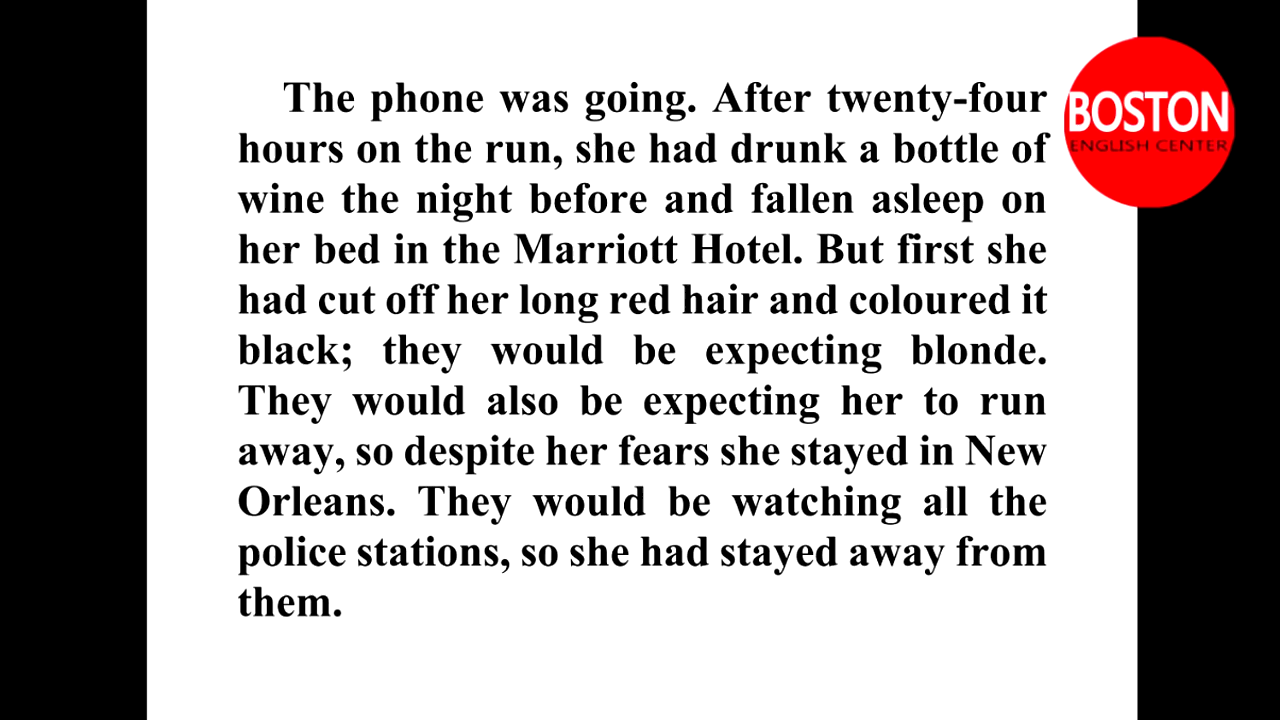 The phone was going. After twenty-four
hours on the run, she had drunk a bottle of
wine the night before and fallen asleep on
her bed in the Marriott Hotel. But first she
had cut off her long red hair and coloured it
black; they would be expecting blonde.
They would also be expecting her to run
away, so despite her fears she stayed in New
Orleans. They would be watching all the
police stations, so she had stayed away from
them.
BOSTON
ENGLISH CENTER